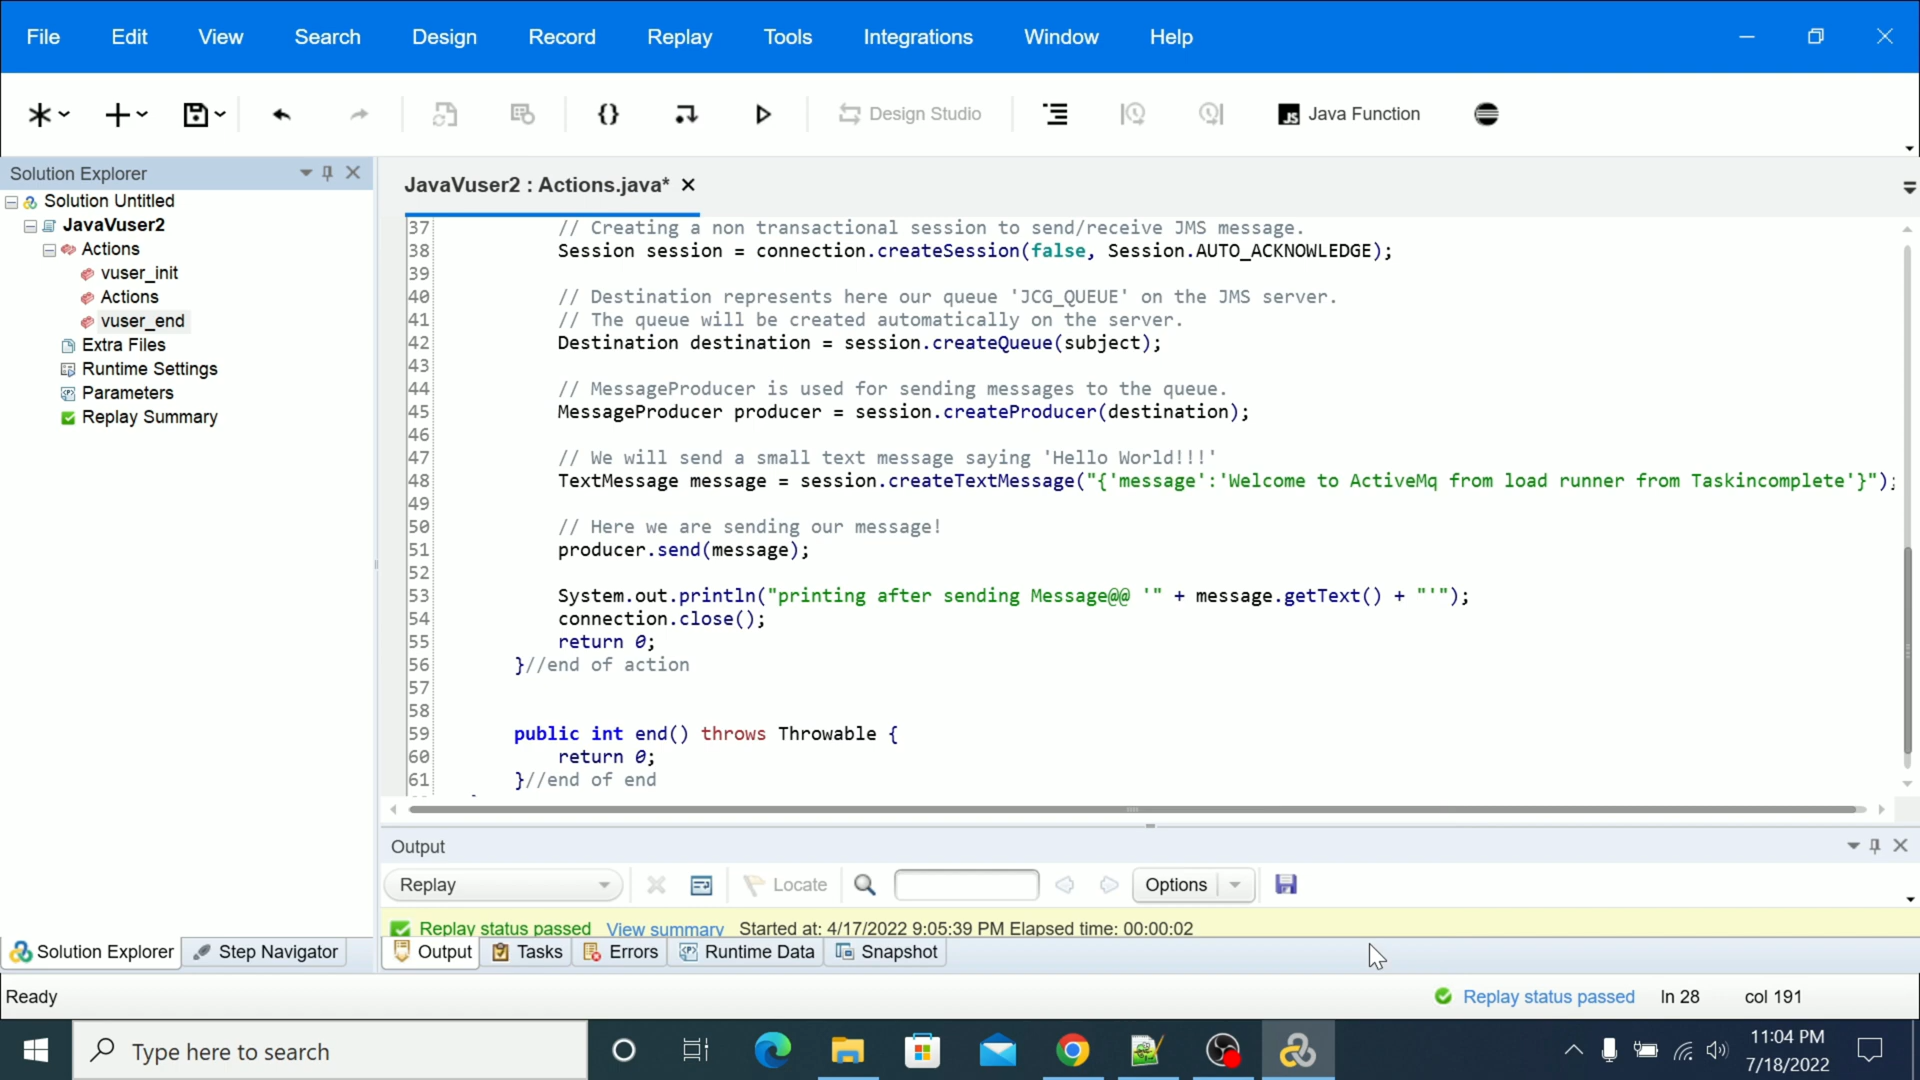 File Edit View Search Design Record Replay Tools Integrations Window Help
{} Design Studio JS Java Function
Solution Explorer
Solution Untitled
JavaVuser2
Actions
vuser_init
Actions
vuser_end
Extra Files
Runtime Settings
Parameters
Replay Summary
JavaVuser2 : Actions.java*
37 // Creating a non transactional session to send/receive JMS message.
38 Session session = connection.createSession(false, Session.AUTO_ACKNOWLEDGE);
39
40 // Destination represents here our queue 'JCG_QUEUE' on the JMS server.
41 // The queue will be created automatically on the server.
42 Destination destination = session.createQueue(subject);
43
44 // MessageProducer is used for sending messages to the queue.
45 MessageProducer producer = session.createProducer(destination);
46
47 // We will send a small text message saying 'Hello World!!!'
48 TextMessage message = session.createTextMessage("{'message':'Welcome to ActiveMq from load runner from Taskincomplete'}");
49
50 // Here we are sending our message!
51 producer.send(message);
52
53 System.out.println("printing after sending Message@@ '" + message.getText() + "'");
54 connection.close();
55 return 0;
56 }//end of action
57
58
59 public int end() throws Throwable {
60 return 0;
61 }//end of end
Output
Replay Locate Options
Replay status passed View summary Started at: 4/17/2022 9:05:39 PM Elapsed time: 00:00:02
Solution Explorer Step Navigator Output Tasks Errors Runtime Data Snapshot
Ready Replay status passed ln 28 col 191
Type here to search
11:04 PM
7/18/2022